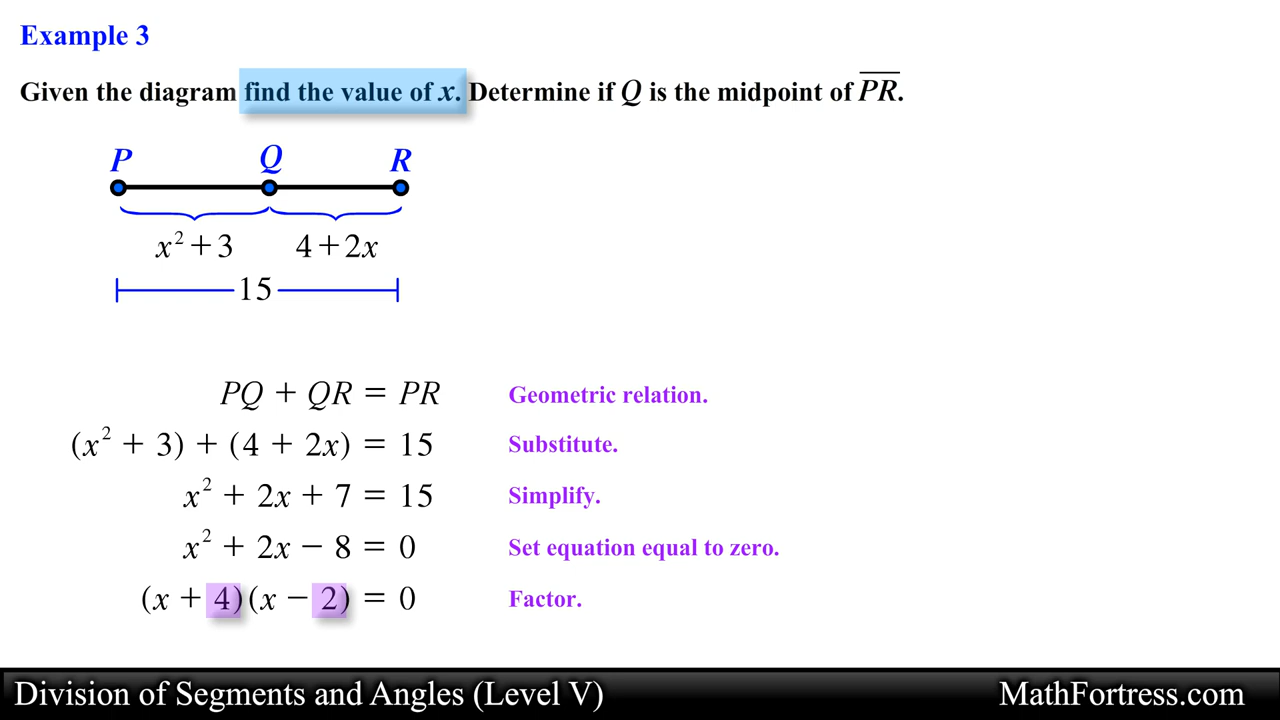 Example 3
Given the diagram find the value of x. Determine if Q is the midpoint of P̅R̅.
P Q R
x² + 3 4 + 2x
15
PQ + QR = PR Geometric relation.
(x² + 3) + (4 + 2x) = 15 Substitute.
x² + 2x + 7 = 15 Simplify.
x² + 2x − 8 = 0 Set equation equal to zero.
(x + 4)(x − 2) = 0 Factor.
Division of Segments and Angles (Level V) MathFortress.com